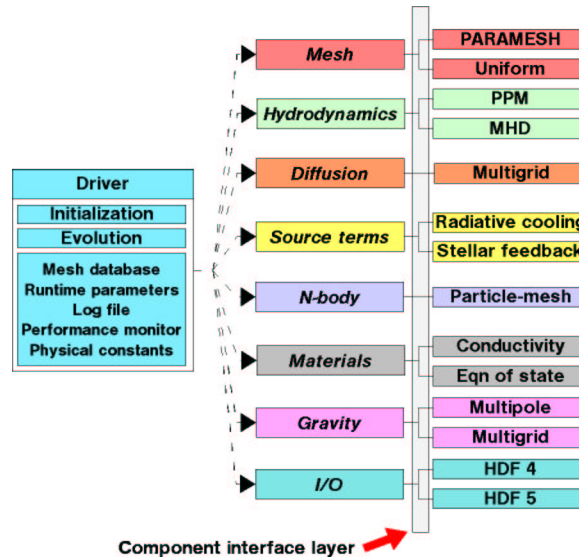 Driver
Initialization
Evolution
Mesh database
Runtime parameters
Log file
Performance monitor
Physical constants
Mesh
Hydrodynamics
Diffusion
Source terms
N-body
Materials
Gravity
I/O
PARAMESH
Uniform
PPM
MHD
Multigrid
Radiative cooling
Stellar feedback
Particle-mesh
Conductivity
Eqn of state
Multipole
Multigrid
HDF 4
HDF 5
Component interface layer